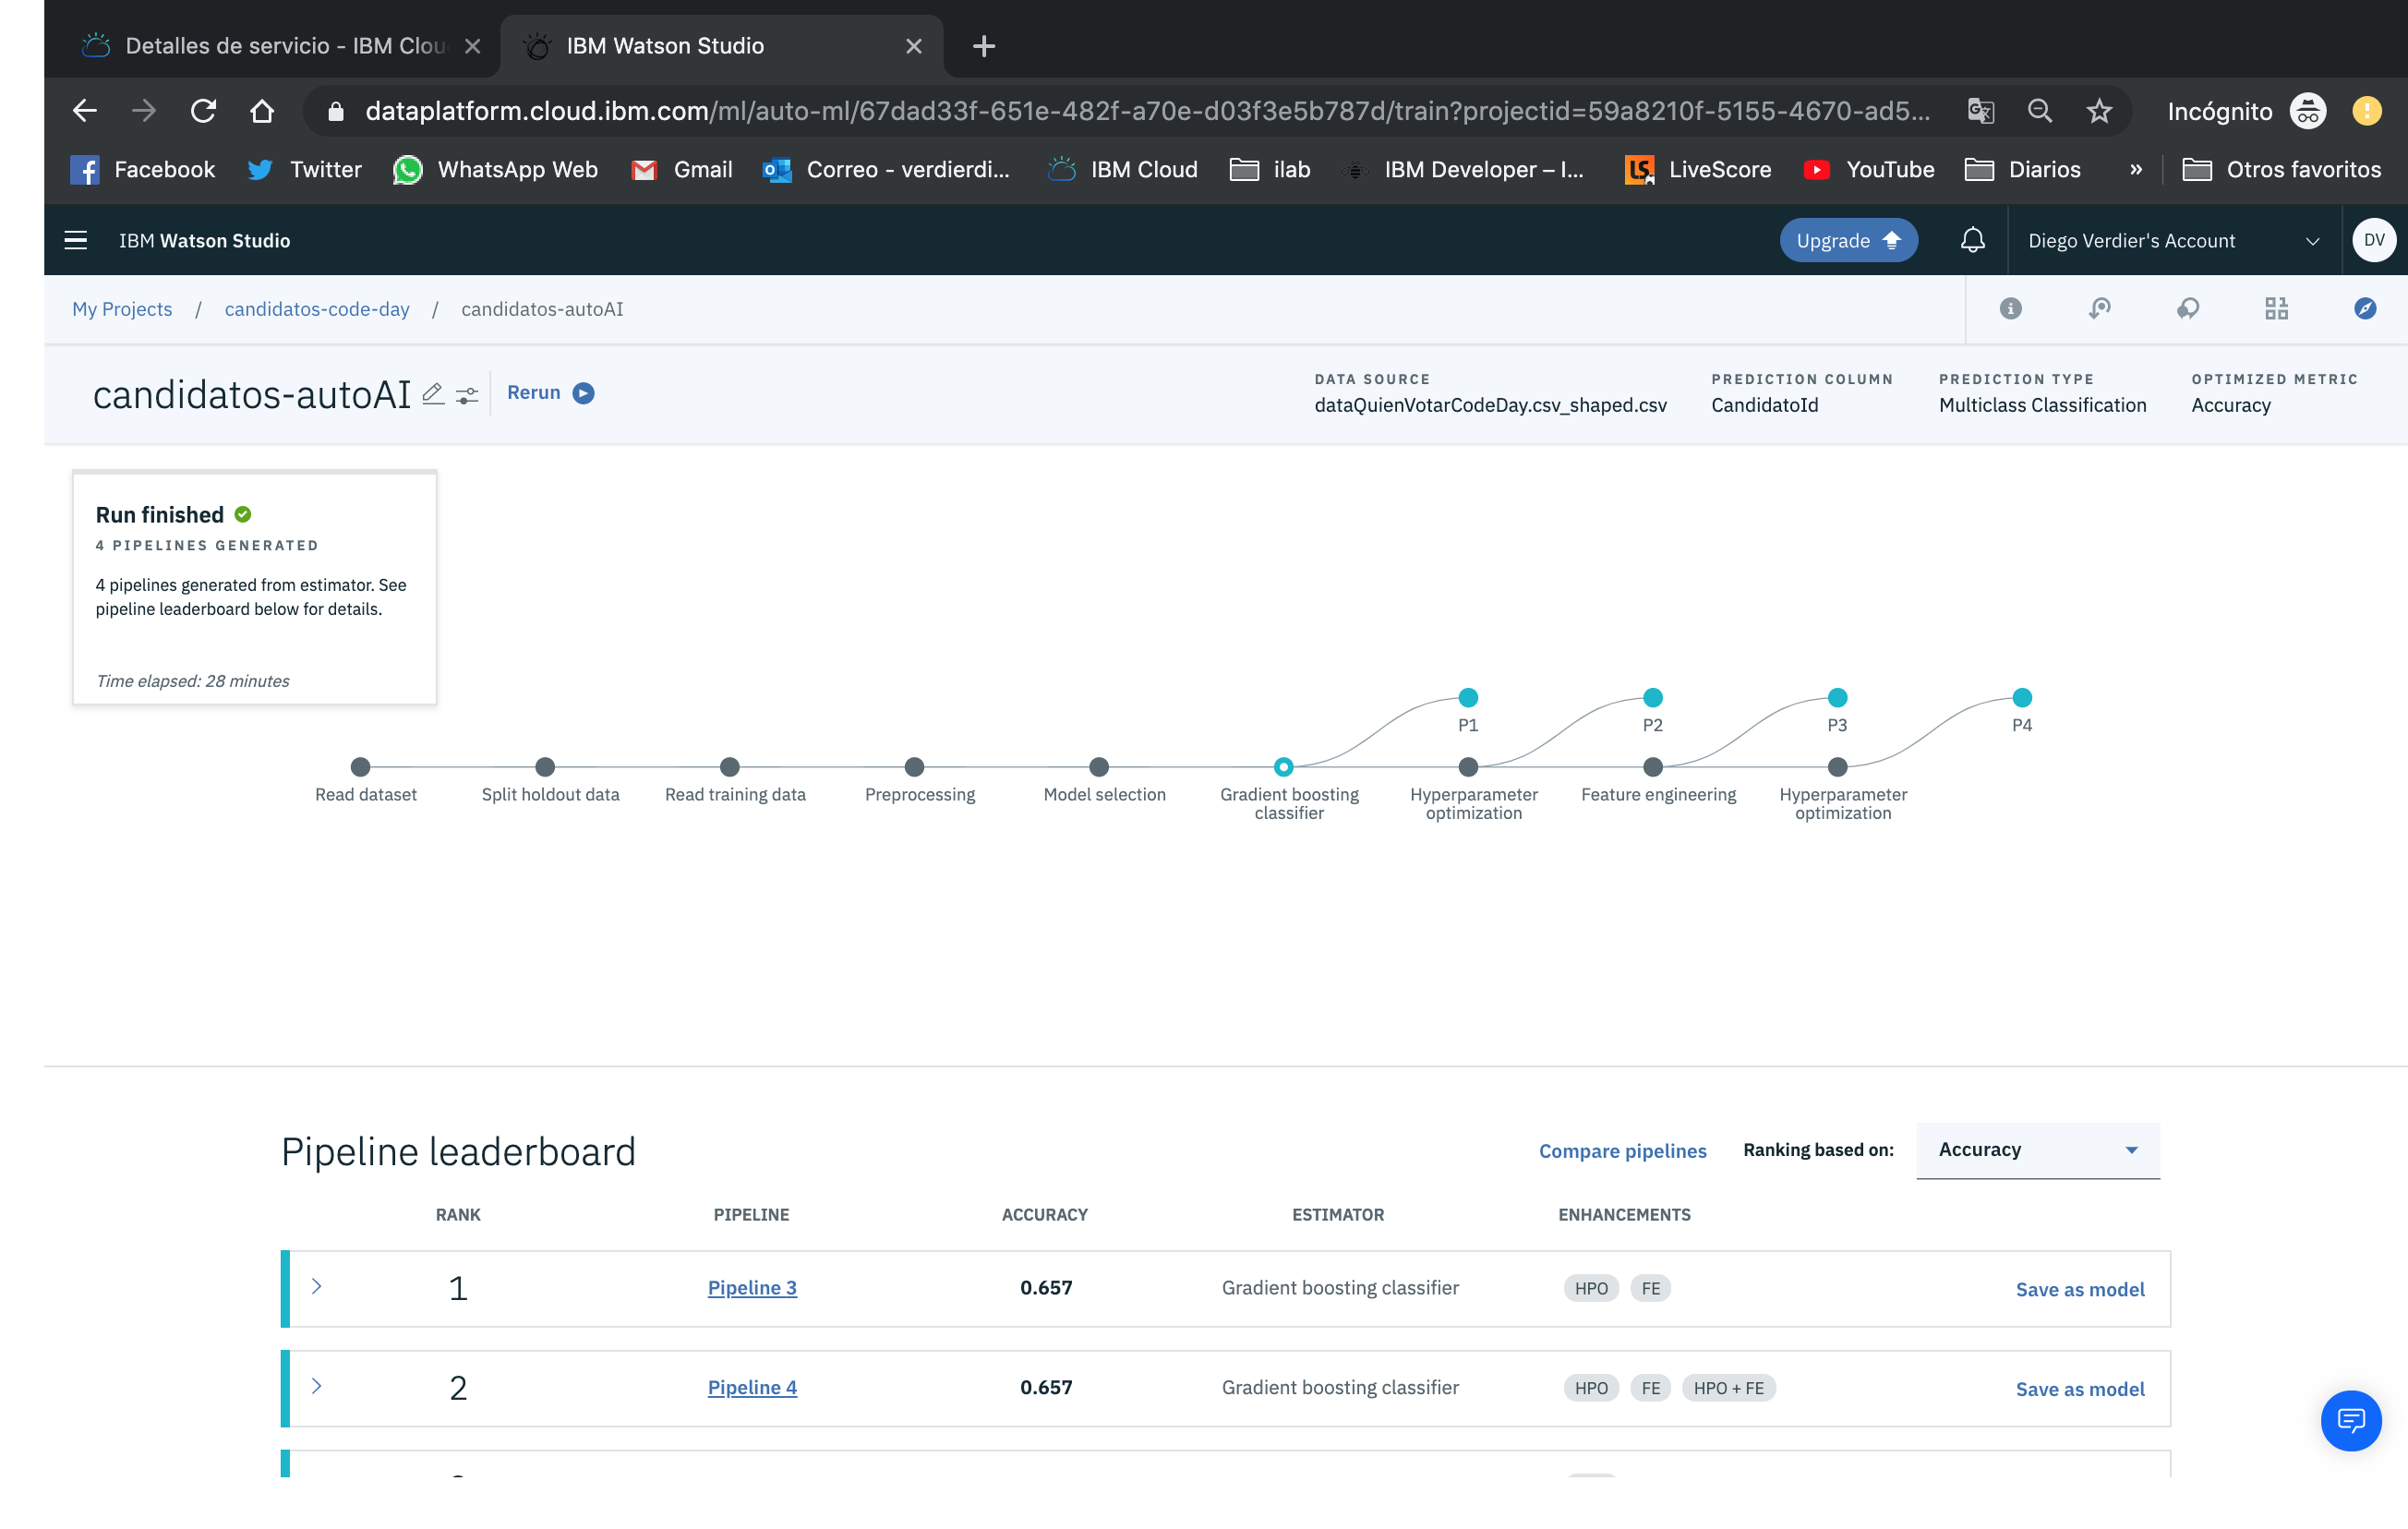 Detalles de servicio - IBM Clou
IBM Watson Studio
dataplatform.cloud.ibm.com/ml/auto-ml/67dad33f-651e-482f-a70e-d03f3e5b787d/train?projectid=59a8210f-5155-4670-ad5...
Incógnito
Facebook
Twitter
WhatsApp Web
Gmail
Correo - verdierdi...
IBM Cloud
ilab
IBM Developer – I...
LS
LiveScore
YouTube
Diarios
»
Otros favoritos
IBM Watson Studio
Upgrade
Diego Verdier's Account
DV
My Projects / candidatos-code-day / candidatos-autoAI
candidatos-autoAI
Rerun
DATA SOURCE
dataQuienVotarCodeDay.csv_shaped.csv
PREDICTION COLUMN
CandidatoId
PREDICTION TYPE
Multiclass Classification
OPTIMIZED METRIC
Accuracy
Run finished
4 PIPELINES GENERATED
4 pipelines generated from estimator. See
pipeline leaderboard below for details.
Time elapsed: 28 minutes
P1
P2
P3
P4
Read dataset
Split holdout data
Read training data
Preprocessing
Model selection
Gradient boosting
classifier
Hyperparameter
optimization
Feature engineering
Hyperparameter
optimization
Pipeline leaderboard
Compare pipelines
Ranking based on:
Accuracy
RANK PIPELINE ACCURACY ESTIMATOR ENHANCEMENTS
1 Pipeline 3 0.657 Gradient boosting classifier HPO FE Save as model
2 Pipeline 4 0.657 Gradient boosting classifier HPO FE HPO + FE Save as model